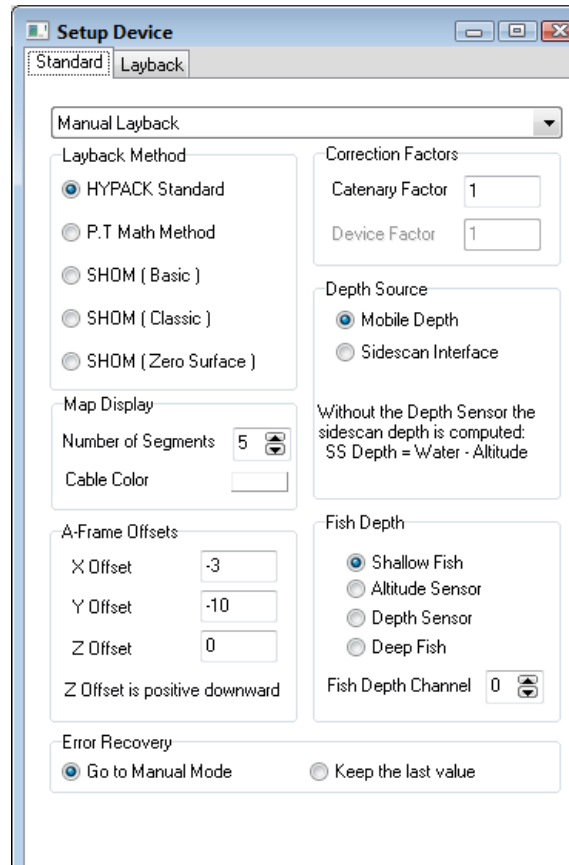 Setup Device
Standard Layback
Manual Layback
Layback Method
HYPACK Standard
P.T Math Method
SHOM ( Basic )
SHOM ( Classic )
SHOM ( Zero Surface )
Correction Factors
Catenary Factor 1
Device Factor 1
Depth Source
Mobile Depth
Sidescan Interface
Without the Depth Sensor the
sidescan depth is computed:
SS Depth = Water - Altitude
Map Display
Number of Segments 5
Cable Color
A-Frame Offsets
X Offset -3
Y Offset -10
Z Offset 0
Z Offset is positive downward
Fish Depth
Shallow Fish
Altitude Sensor
Depth Sensor
Deep Fish
Fish Depth Channel 0
Error Recovery
Go to Manual Mode Keep the last value